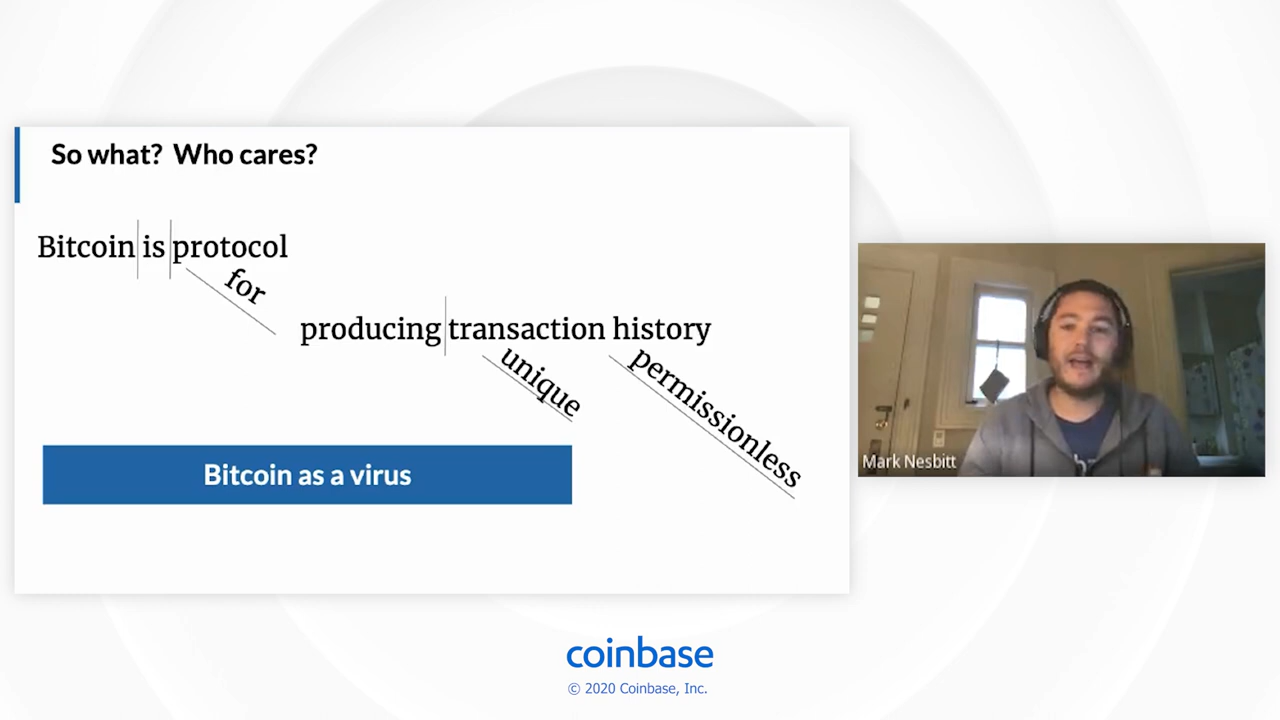 So what? Who cares?
Bitcoin is protocol
for
producing transaction history
unique
permissionless
Bitcoin as a virus
Mark Nesbitt
coinbase
© 2020 Coinbase, Inc.